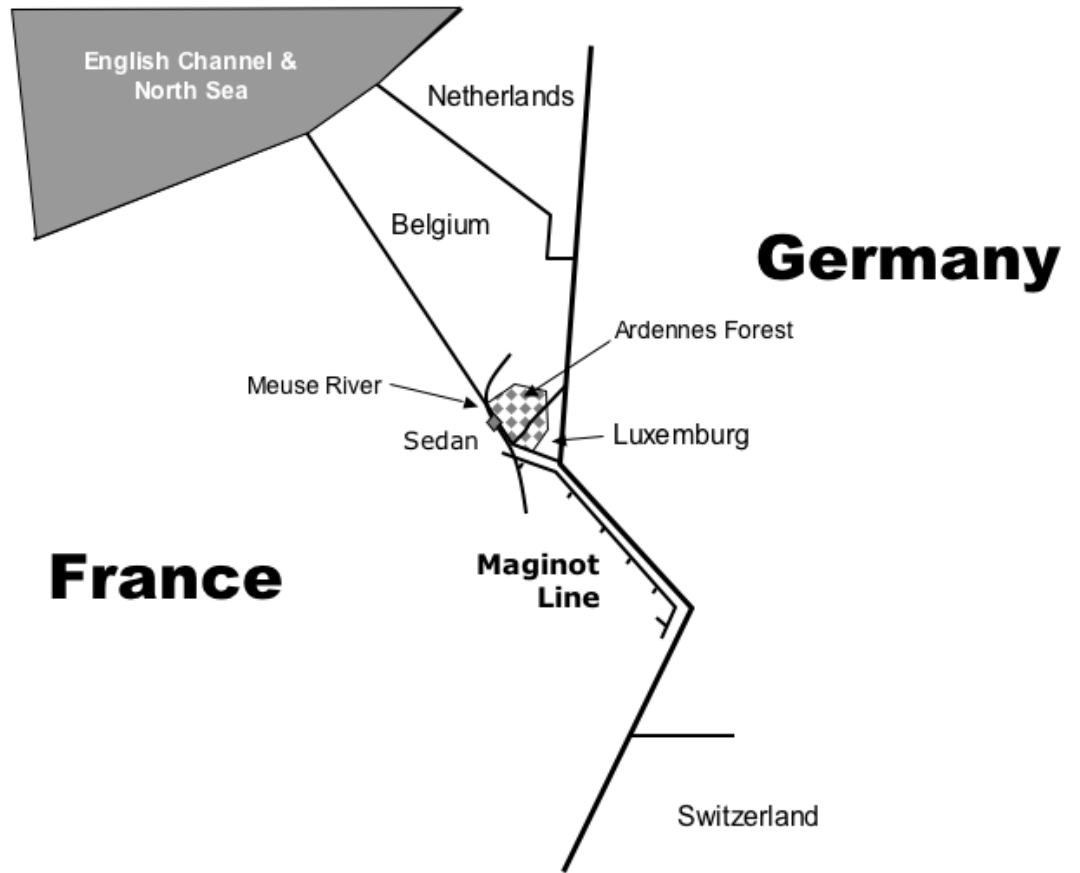 English Channel &
North Sea
Netherlands
Belgium
Germany
Ardennes Forest
Meuse River
Sedan
Luxemburg
France
Maginot
Line
Switzerland